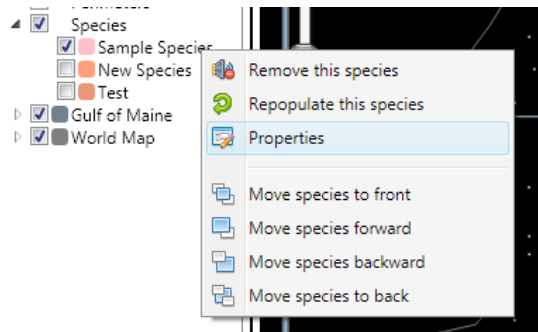 Perimeters
Species
Sample Species
New Species
Test
Gulf of Maine
World Map
Remove this species
Repopulate this species
Properties
Move species to front
Move species forward
Move species backward
Move species to back